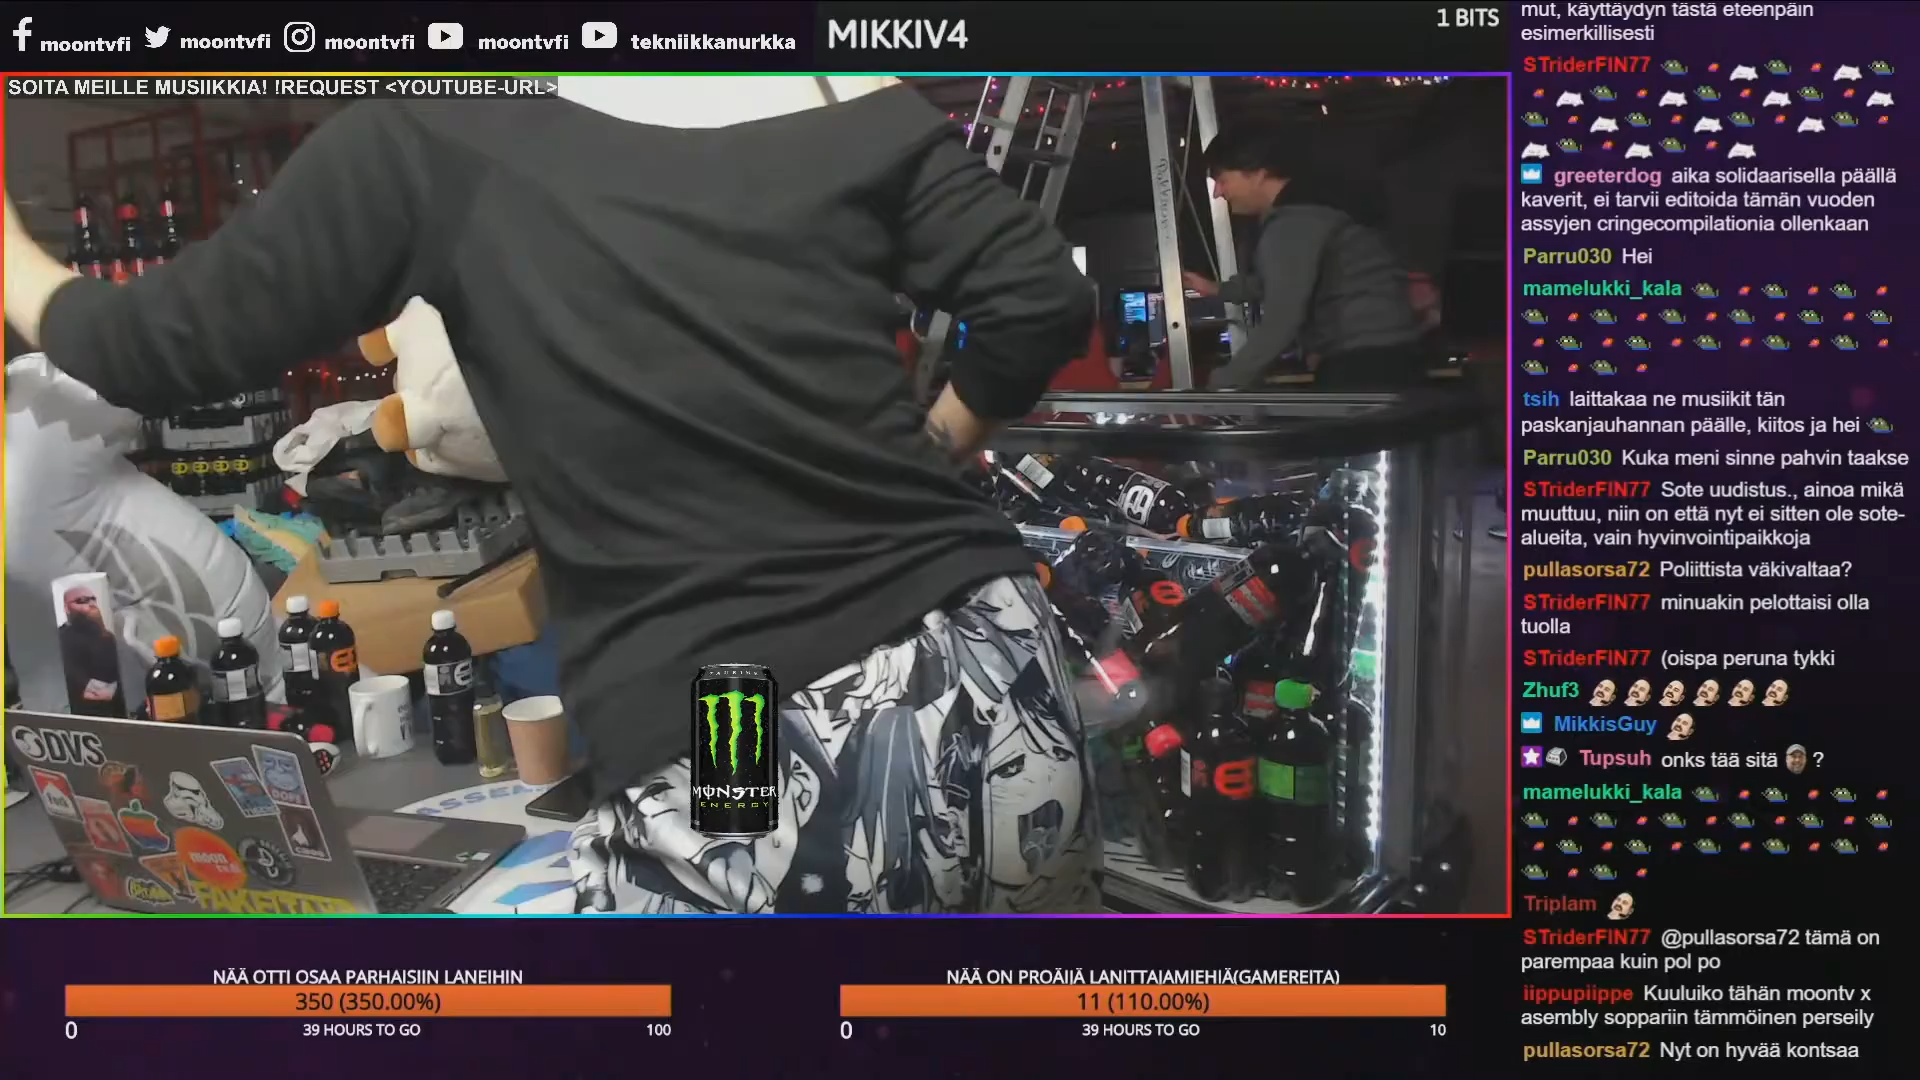 moontvfi moontvfi moontvfi moontvfi tekniikkanurkka
MIKKIV4
1 BITS
SOITA MEILLE MUSIIKKIA! !REQUEST <YOUTUBE-URL>
DVS
moon
FAKEITANA
MONSTER
ENERGY
NÄÄ OTTI OSAA PARHAISIIN LANEIHIN
350 (350.00%)
0
39 HOURS TO GO
100
NÄÄ ON PROÄIJÄ LANITTAJAMIEHIÄ(GAMEREITA)
11 (110.00%)
0
39 HOURS TO GO
10
mut, käyttäydyn tästä eteenpäin
esimerkillisesti
STriderFIN77
greeterdog aika solidaarisella päällä
kaverit, ei tarvii editoida tämän vuoden
assyjen cringecompilationia ollenkaan
Parru030 Hei
mamelukki_kala
tsih laittakaa ne musiikit tän
paskanjauhannan päälle, kiitos ja hei
Parru030 Kuka meni sinne pahvin taakse
STriderFIN77 Sote uudistus., ainoa mikä
muuttuu, niin on että nyt ei sitten ole sote-
alueita, vain hyvinvointipaikkoja
pullasorsa72 Poliittista väkivaltaa?
STriderFIN77 minuakin pelottaisi olla
tuolla
STriderFIN77 (oispa peruna tykki
Zhuf3
MikkisGuy
Tupsuh onks tää sitä ?
mamelukki_kala
Triplam
STriderFIN77 @pullasorsa72 tämä on
parempaa kuin pol po
iippupiippe Kuuluiko tähän moontv x
asembly soppariin tämmöinen perseily
pullasorsa72 Nyt on hyvää kontsaa